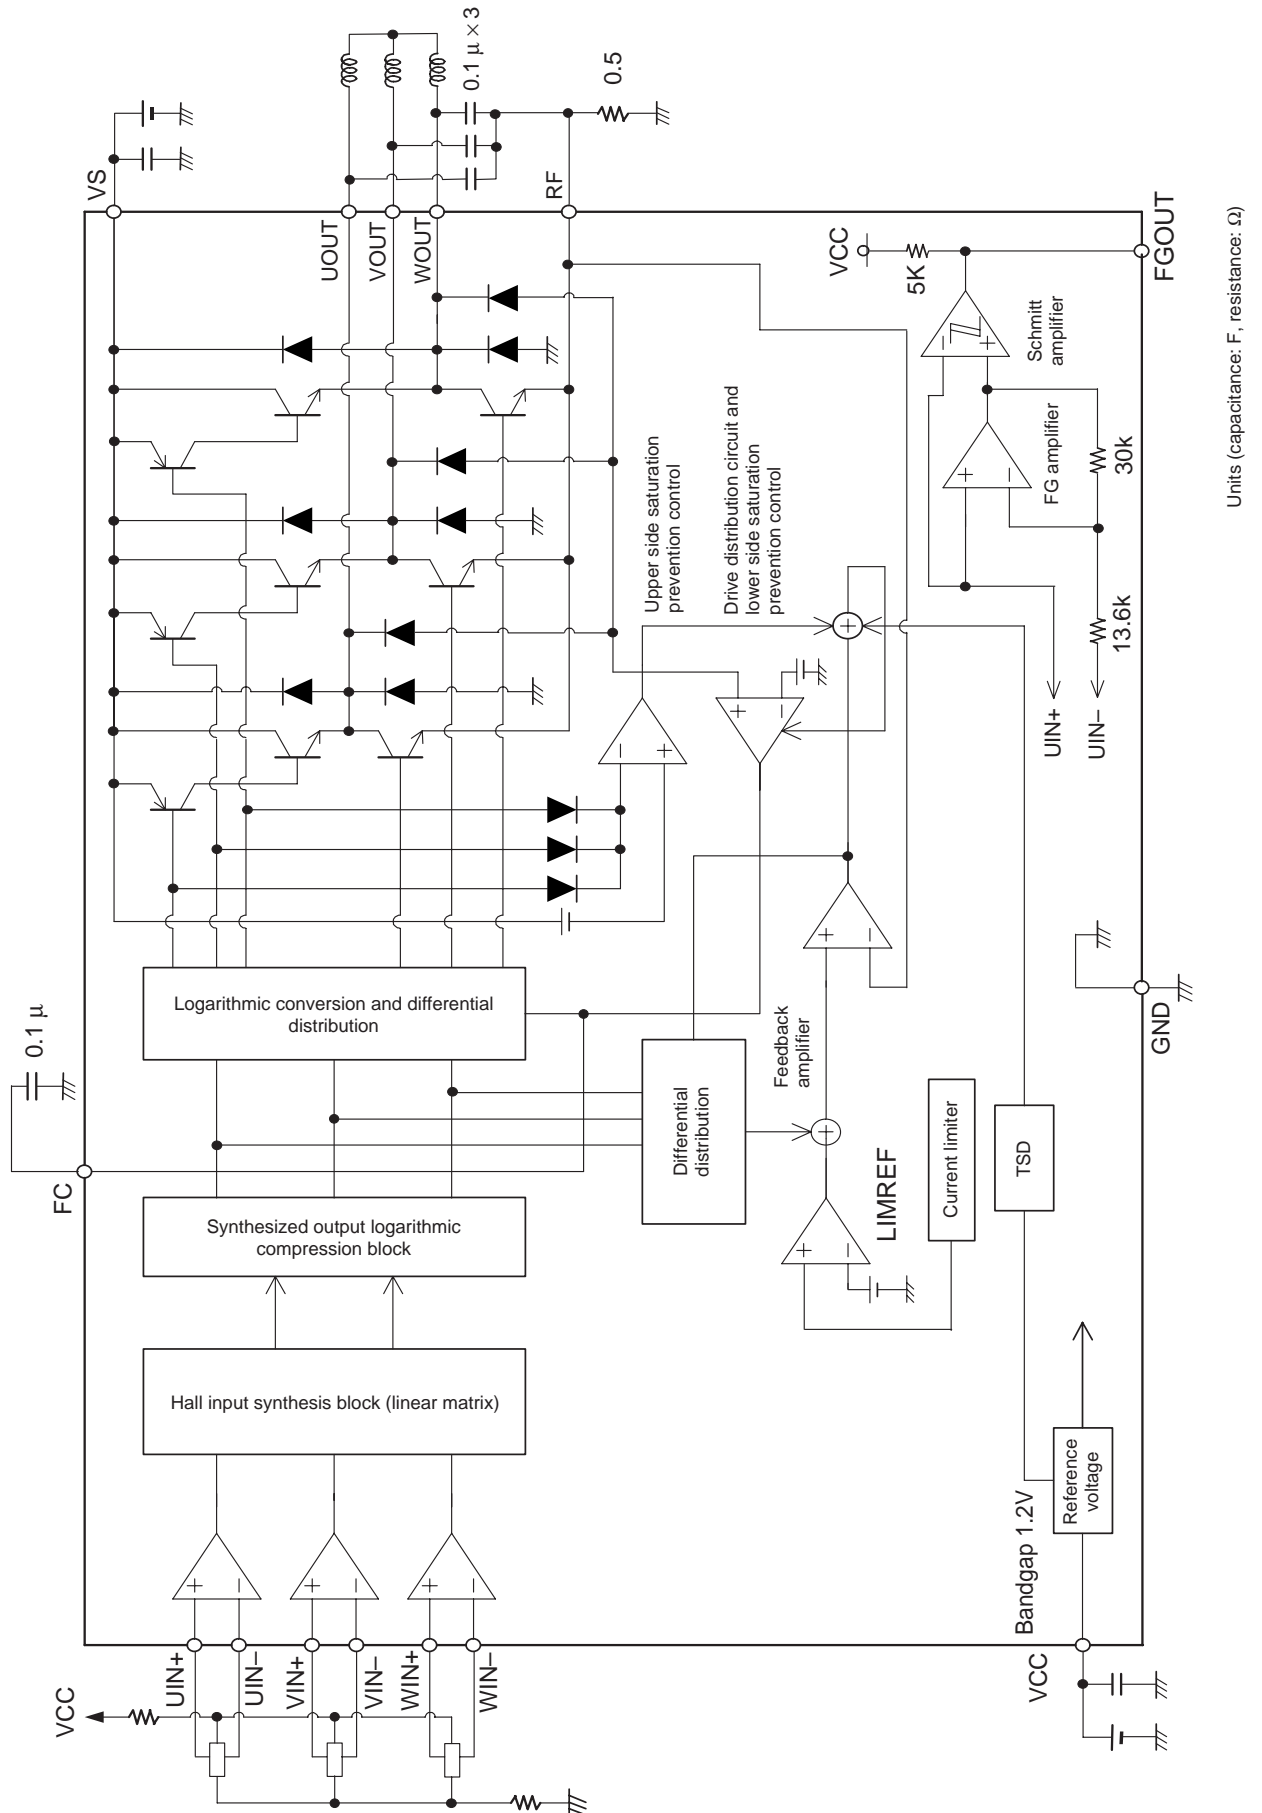 VS
0.1 μ × 3
0.5
UOUT
VOUT
WOUT
RF
VCC
5K
FGOUT
Schmitt
amplifier
FG amplifier
30k
13.6k
UIN+
UIN–
Units (capacitance: F, resistance: Ω)
Upper side saturation
prevention control
Drive distribution circuit and
lower side saturation
prevention control
+
–
+
–
+
–
+
–
+
+
–
+
+
–
0.1 μ
FC
Logarithmic conversion and differential
distribution
Synthesized output logarithmic
compression block
Differential
distribution
Feedback
amplifier
LIMREF
Current limiter
TSD
GND
Hall input synthesis block (linear matrix)
Reference
voltage
Bandgap 1.2V
+
–
+
–
+
–
UIN+
UIN–
VIN+
VIN–
WIN+
WIN–
VCC
VCC